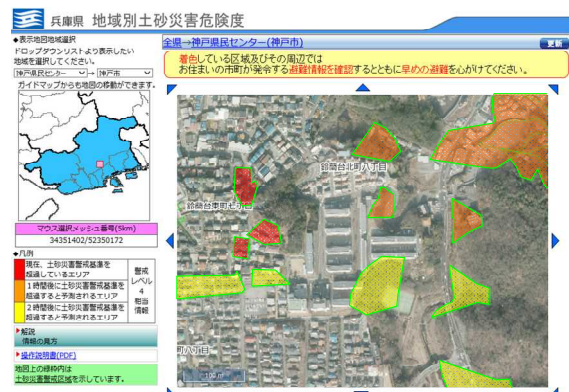 兵庫県 地域別土砂災害危険度
◆表示地図地域選択
ドロップダウンリストより表示したい
地域を選択してください。
神戸県民センター → 神戸市
ガイドマップからも地図の移動ができます。
マウス選択メッシュ番号(5km)
34351402/52350172
◆凡例
現在、土砂災害警戒基準を
超過しているエリア
1時間後に土砂災害警戒基準を
超過すると予測されるエリア
2時間後に土砂災害警戒基準を
超過すると予測されるエリア
警戒
レベル
4
相当
情報
解説
情報の見方
操作説明書(PDF)
地図上の緑枠内は
土砂災害警戒区域を示しています。
全県→神戸県民センター(神戸市)
更新
着色している区域及びその周辺では
お住まいの市町が発令する避難情報を確認するとともに早めの避難を心がけてください。
鈴蘭台北町八丁目
鈴蘭台東町七丁目
町八丁目
100 m